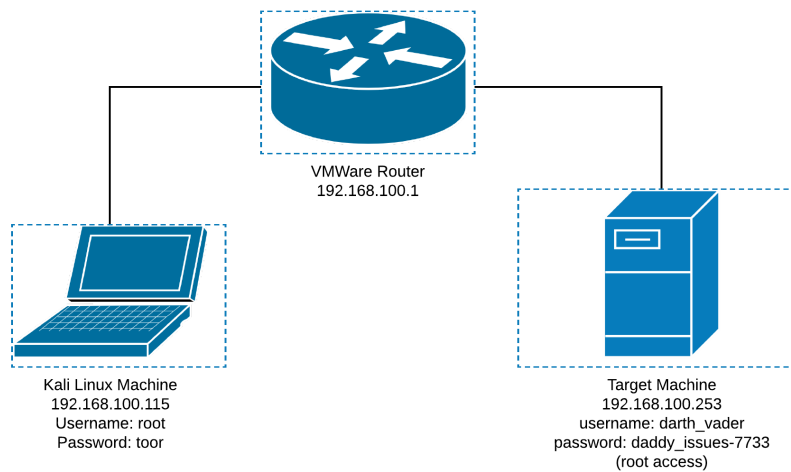 VMWare Router
192.168.100.1
Kali Linux Machine
192.168.100.115
Username: root
Password: toor
Target Machine
192.168.100.253
username: darth_vader
password: daddy_issues-7733
(root access)